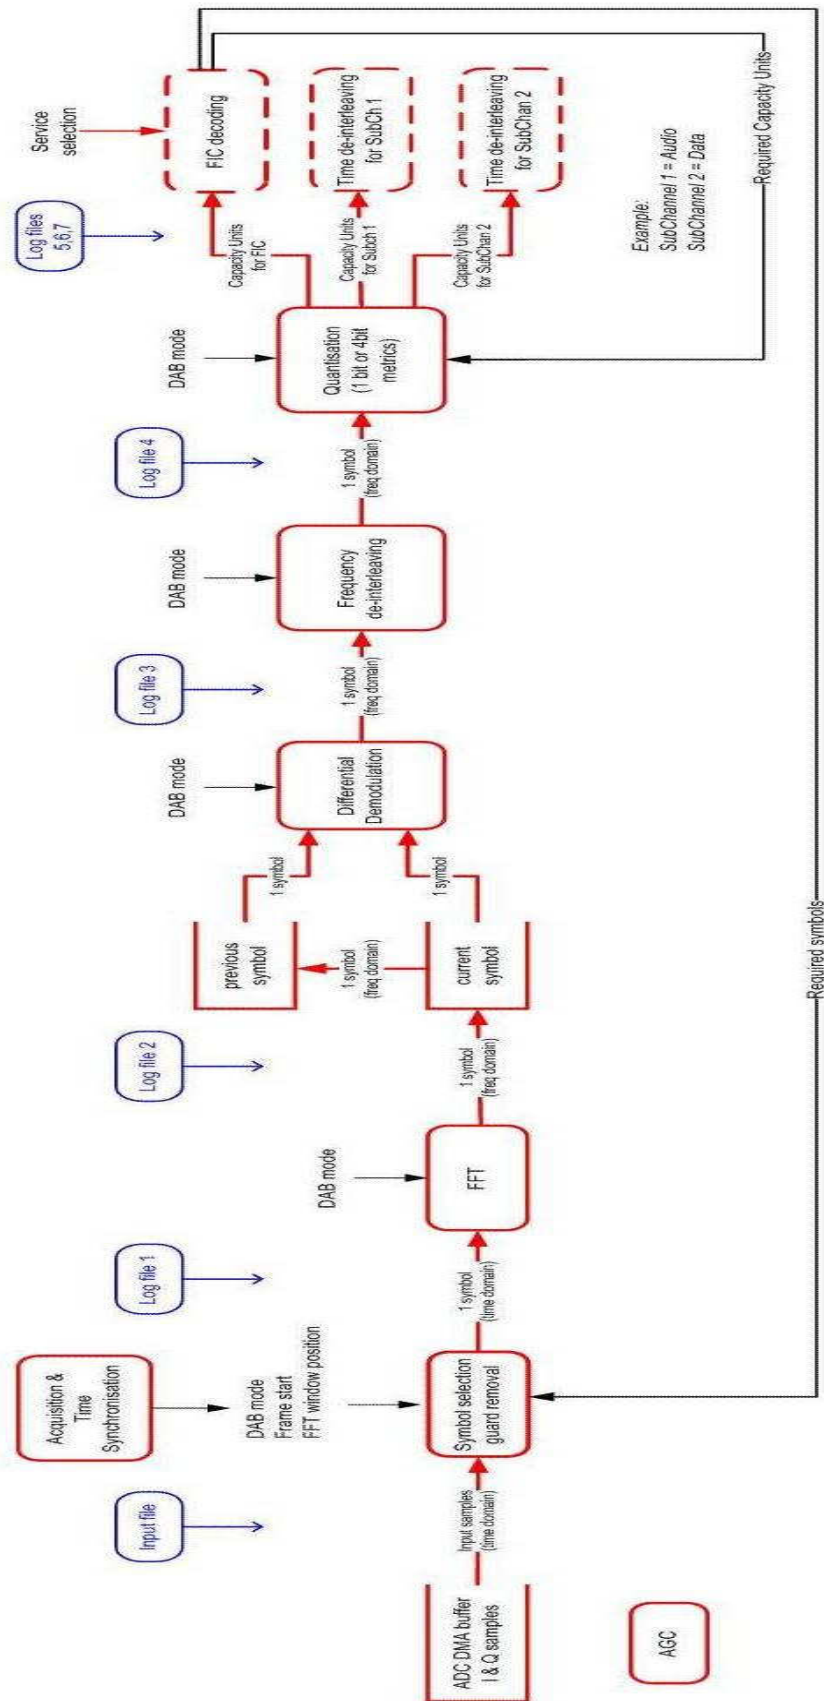 Input file
Acquisition &
Time
Synchronisation
Log file 1
Log file 2
Log file 3
Log file 4
Log files
5,6,7
Service
selection
DAB mode
Frame start
FFT window position
DAB mode
DAB mode
DAB mode
DAB mode
ADC DMA buffer
I & Q samples
Input samples
(time domain)
Symbol selection
guard removal
1 symbol
(time domain)
FFT
1 symbol
(freq domain)
current
symbol
1 symbol
(freq domain)
previous
symbol
1 symbol
1 symbol
Differential
Demodulation
1 symbol
(freq domain)
Frequency
de-interleaving
1 symbol
(freq domain)
Quantisation
(1 bit or 4bit
metrics)
Capacity Units
for FIC
FIC decoding
Capacity Units
for Subch 1
Time de-interleaving
for SubCh 1
Capacity Units
for SubChan 2
Time de-interleaving
for SubChan 2
Example:
SubChannel 1 = Audio
SubChannel 2 = Data
Required Capacity Units
Required symbols
AGC